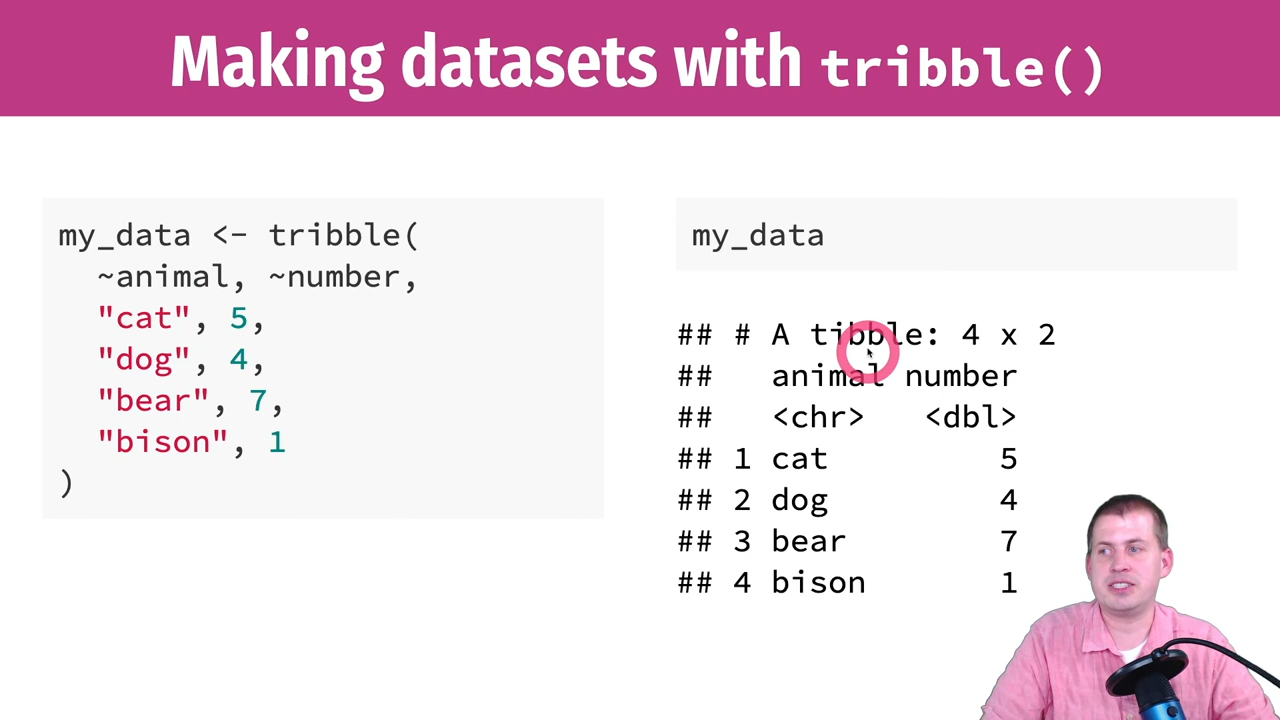 Making datasets with tribble()
my_data <- tribble(
  ~animal, ~number,
  "cat", 5,
  "dog", 4,
  "bear", 7,
  "bison", 1
)
my_data
## # A tibble: 4 x 2
##   animal number
##   <chr>   <dbl>
## 1 cat         5
## 2 dog         4
## 3 bear        7
## 4 bison       1